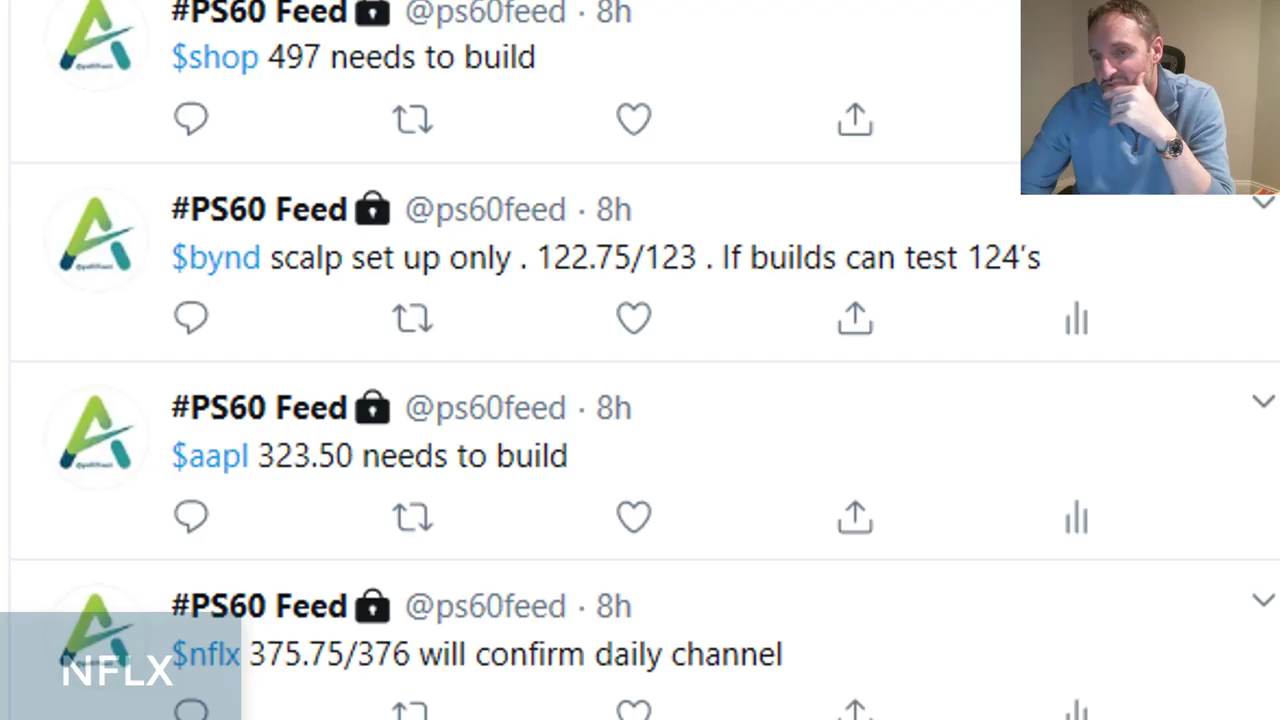 #PS60 Feed @ps60feed · 8h
$shop 497 needs to build
#PS60 Feed @ps60feed · 8h
$bynd scalp set up only . 122.75/123 . If builds can test 124's
#PS60 Feed @ps60feed · 8h
$aapl 323.50 needs to build
#PS60 Feed @ps60feed · 8h
$nflx 375.75/376 will confirm daily channel
NFLX